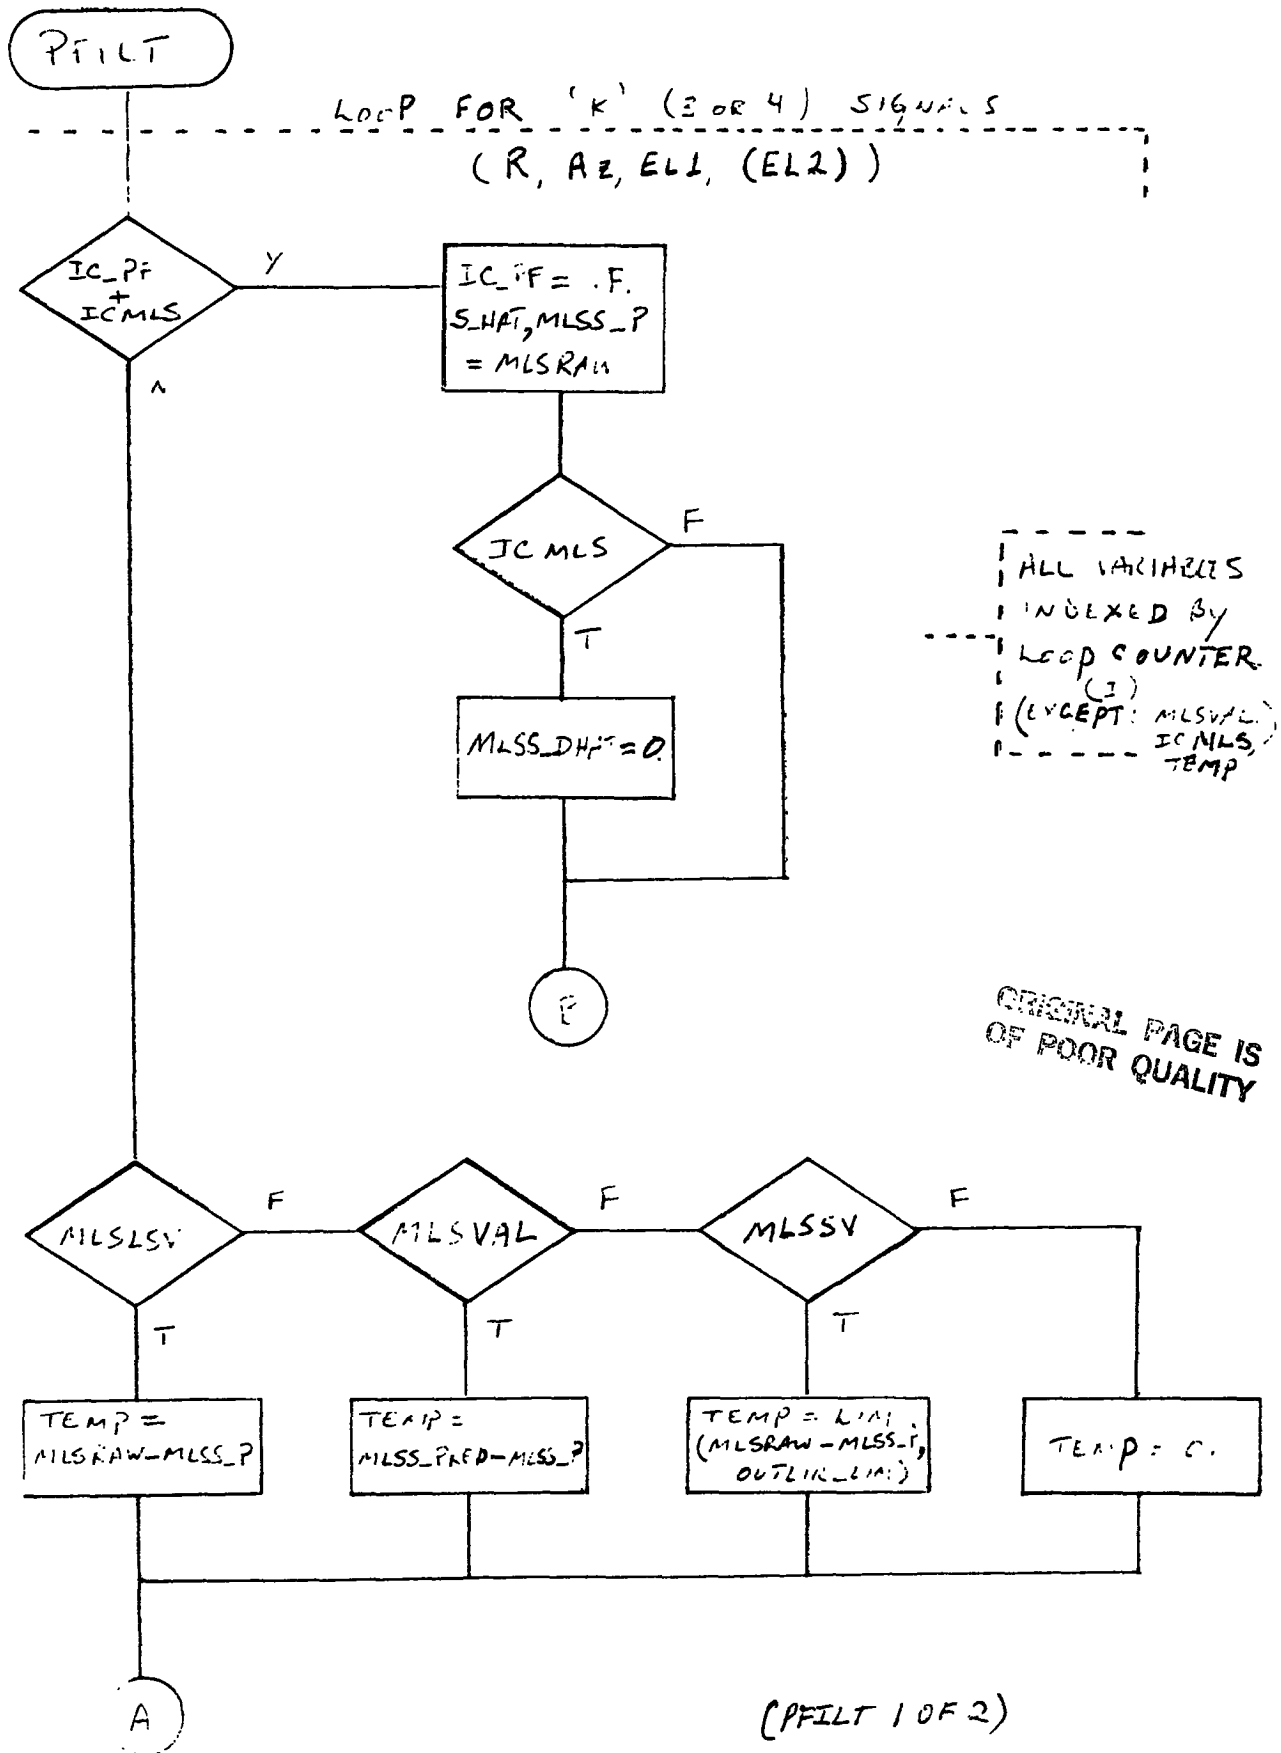 PFILT
LOOP FOR 'K' (3 OR 4) SIGNALS
(R, AZ, EL1, (EL2))
IC_PF
+
ICMLS
Y
N
IC_PF = .F.
S_HAT, MLSS_P
= MLSRAW
ICMLS
F
T
MLSS_DHAT = 0.
ALL VARIABLES
INDEXED BY
LOOP COUNTER
(I)
(EXCEPT: MLSVAL,
ICMLS,
TEMP)
ORIGINAL PAGE IS
OF POOR QUALITY
MLSLSV
F
MLSVAL
F
MLSSV
F
T
T
T
TEMP =
MLSRAW-MLSS_P
TEMP =
MLSS_PRED-MLSS_P
TEMP = LIM
(MLSRAW-MLSS_P,
OUTLIR_LIM)
TEMP = 0.
A
(PFILT 1 OF 2)